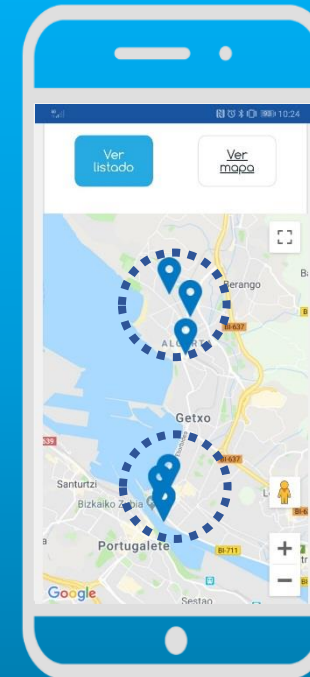 10:24
Ver
listado
Ver
mapa
Berango
BI-637
Getxo
BI-637
Santurtzi
Bizkaiko Zubia
Portugalete
BI-711
Google
Sestao